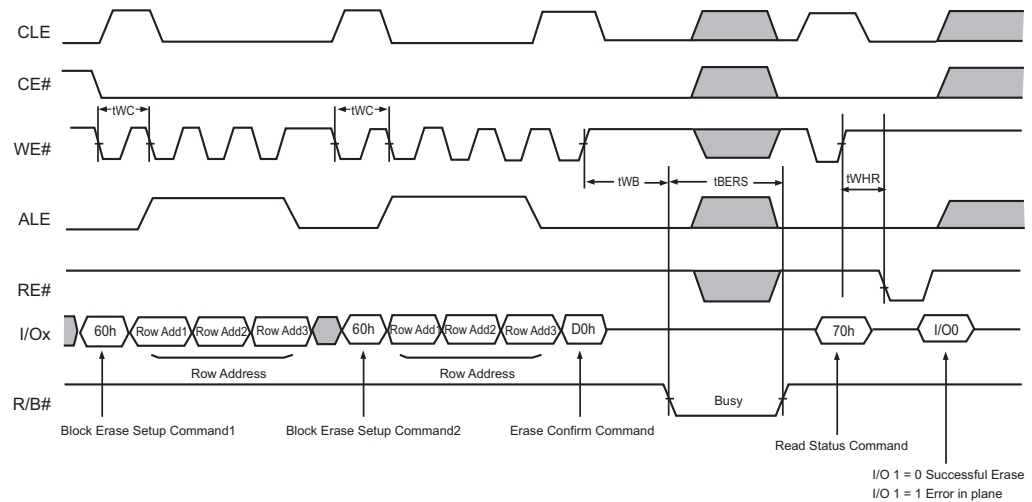 CLE
CE#
tWC
tWC
WE#
tWB
tBERS
tWHR
ALE
RE#
I/Ox
60h
Row Add1
Row Add2
Row Add3
60h
Row Add1
Row Add2
Row Add3
D0h
70h
I/O0
Row Address
Row Address
R/B#
Busy
Block Erase Setup Command1
Block Erase Setup Command2
Erase Confirm Command
Read Status Command
I/O 1 = 0 Successful Erase
I/O 1 = 1 Error in plane